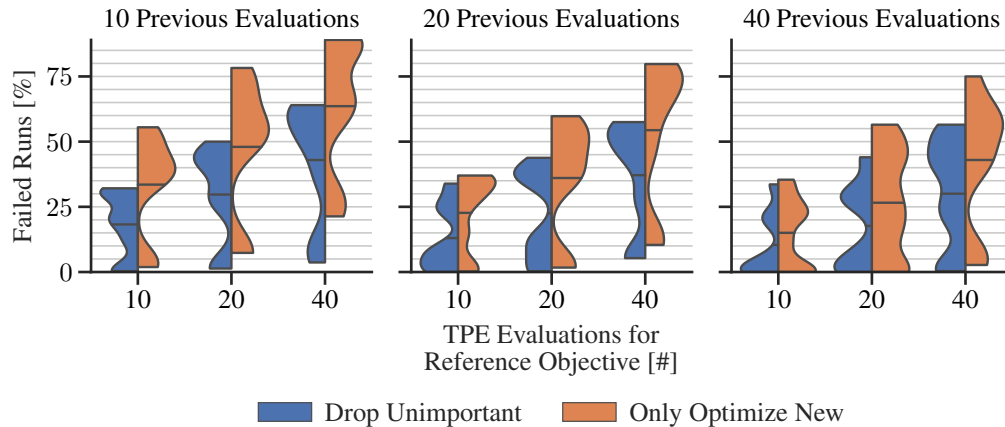 10 Previous Evaluations
20 Previous Evaluations
40 Previous Evaluations
Failed Runs [%]
75
50
25
0
10
20
40
10
20
40
10
20
40
TPE Evaluations for
Reference Objective [#]
Drop Unimportant
Only Optimize New